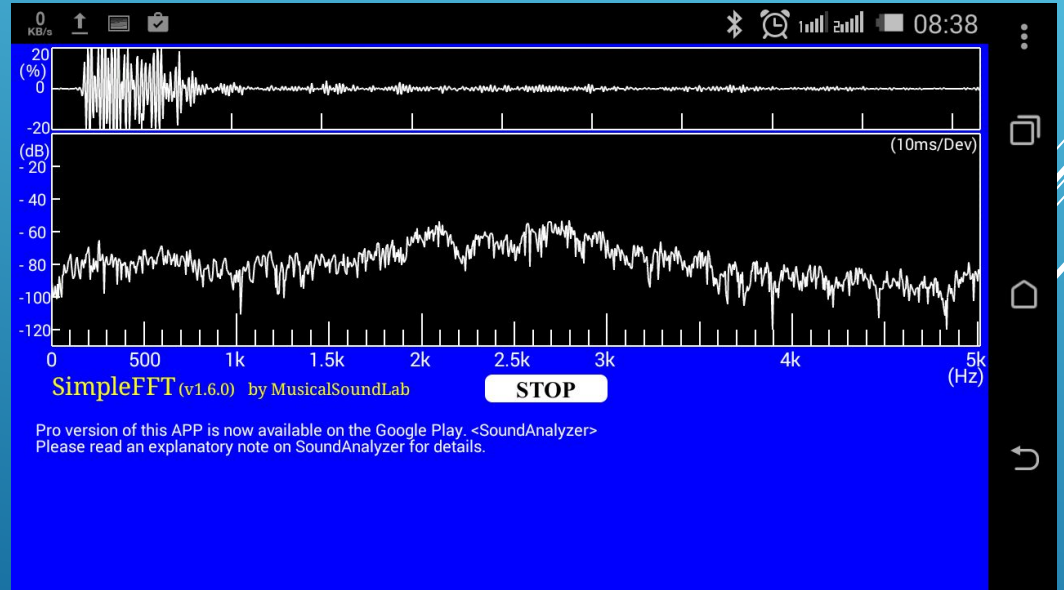 0
KB/s
1 2 08:38
20
(%)
0
-20
(dB)
(10ms/Dev)
- 20
- 40
- 60
- 80
-100
-120
0 500 1k 1.5k 2k 2.5k 3k 4k 5k
(Hz)
SimpleFFT (v1.6.0) by MusicalSoundLab
STOP
Pro version of this APP is now available on the Google Play. <SoundAnalyzer>
Please read an explanatory note on SoundAnalyzer for details.